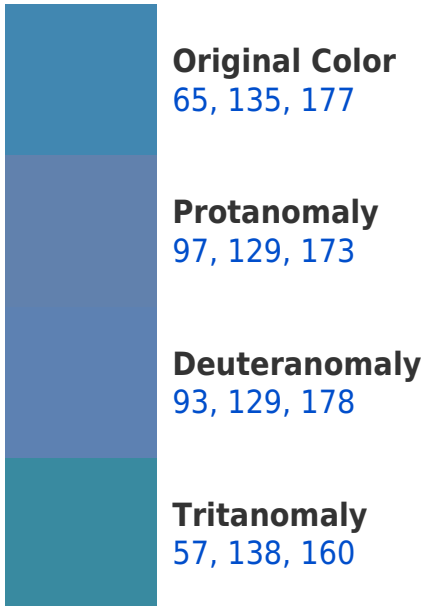 Original Color
65, 135, 177
Protanomaly
97, 129, 173
Deuteranomaly
93, 129, 178
Tritanomaly
57, 138, 160